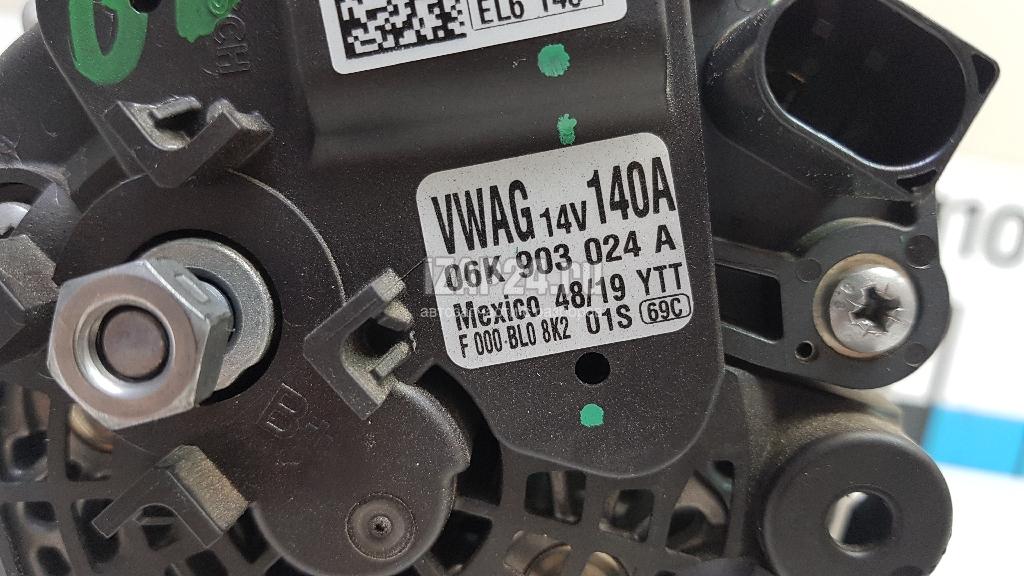 EL6 140
VWAG 14V 140A
06K 903 024 A
Mexico 48/19 YTT
F 000 BL0 8K2 01S 69C
B+